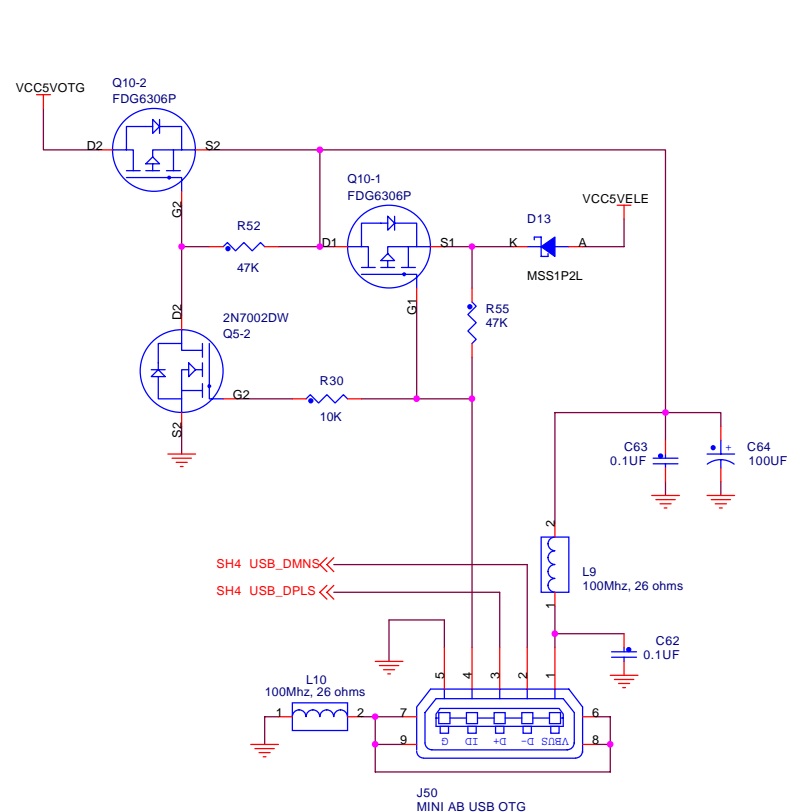 Q10-2
FDG6306P
VCC5VOTG
D2
S2
G2
Q10-1
FDG6306P
VCC5VELE
R52
D1
S1
K
D13
A
47K
MSS1P2L
G1
R55
47K
D2
2N7002DW
Q5-2
R30
G2
10K
S2
C63
0.1UF
+
C64
100UF
2
SH4 USB_DMNS
L9
100Mhz, 26 ohms
SH4 USB_DPLS
1
C62
0.1UF
5
4
3
2
1
L10
100Mhz, 26 ohms
1
2
7
6
9
8
G
ID
D+
D-
VBUS
J50
MINI AB USB OTG